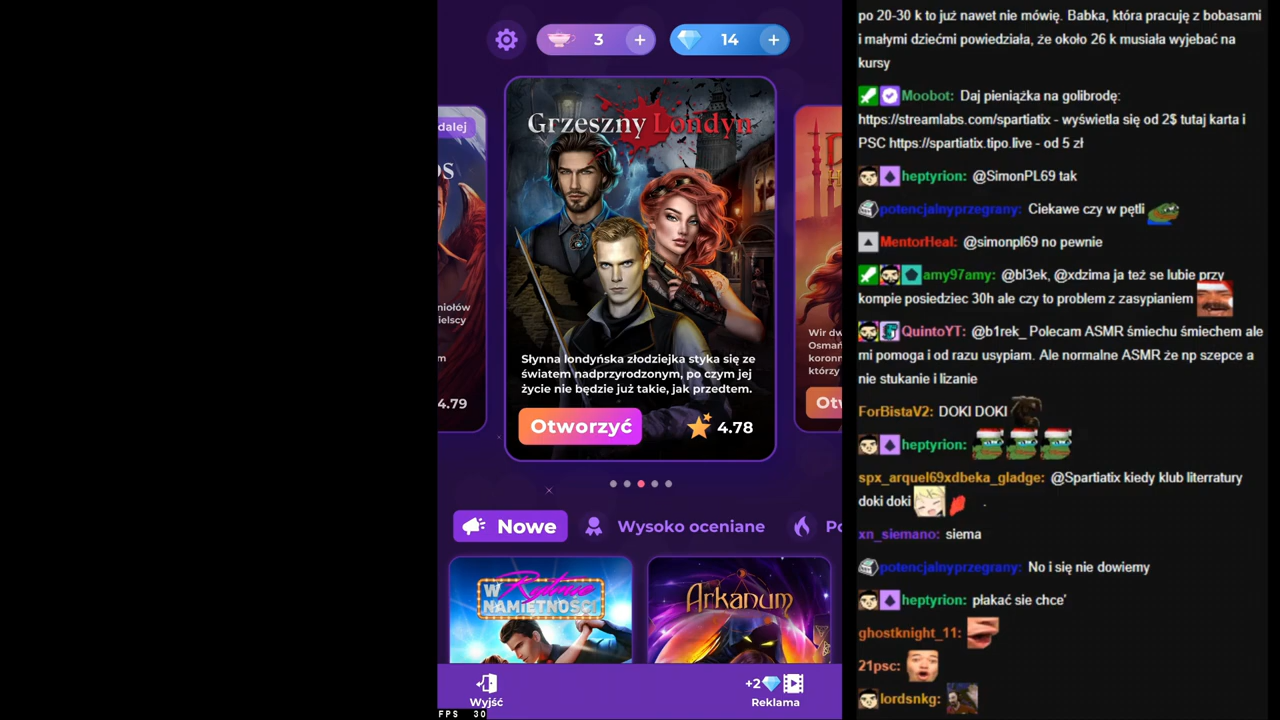 3
14
dalej
OS
Grzeszny Londyn
niołów
ielscy
m
4.79
Słynna londyńska złodziejka styka się ze
światem nadprzyrodzonym, po czym jej
życie nie będzie już takie, jak przedtem.
Otworzyć
4.78
Wir dw
Osmań
koronn
którzy
Otw
Nowe
Wysoko oceniane
Po
W Rytmie
NAMIĘTNOŚCI
Arkanum
Wyjść
+2
Reklama
FPS 30
po 20-30 k to już nawet nie mówię. Babka, która pracuję z bobasami
i małymi dziećmi powiedziała, że około 26 k musiała wyjebać na
kursy
Moobot: Daj pieniążka na golibrodę:
https://streamlabs.com/spartiatix - wyświetla się od 2$ tutaj karta i
PSC https://spartiatix.tipo.live - od 5 zł
heptyrion: @SimonPL69 tak
potencjalnyprzegrany: Ciekawe czy w pętli
MentorHeal: @simonpl69 no pewnie
amy97amy: @bl3ek, @xdzima ja też se lubie przy
kompie posiedziec 30h ale czy to problem z zasypianiem
QuintoYT: @b1rek_ Polecam ASMR śmiechu śmiechem ale
mi pomoga i od razu usypiam. Ale normalne ASMR że np szepce a
nie stukanie i lizanie
ForBistaV2: DOKI DOKI
heptyrion:
spx_arquel69xdbeka_gladge: @Spartiatix kiedy klub literratury
doki doki .
xn_siemano: siema
potencjalnyprzegrany: No i się nie dowiemy
heptyrion: płakać sie chce'
ghostknight_11:
21psc:
lordsnkg: